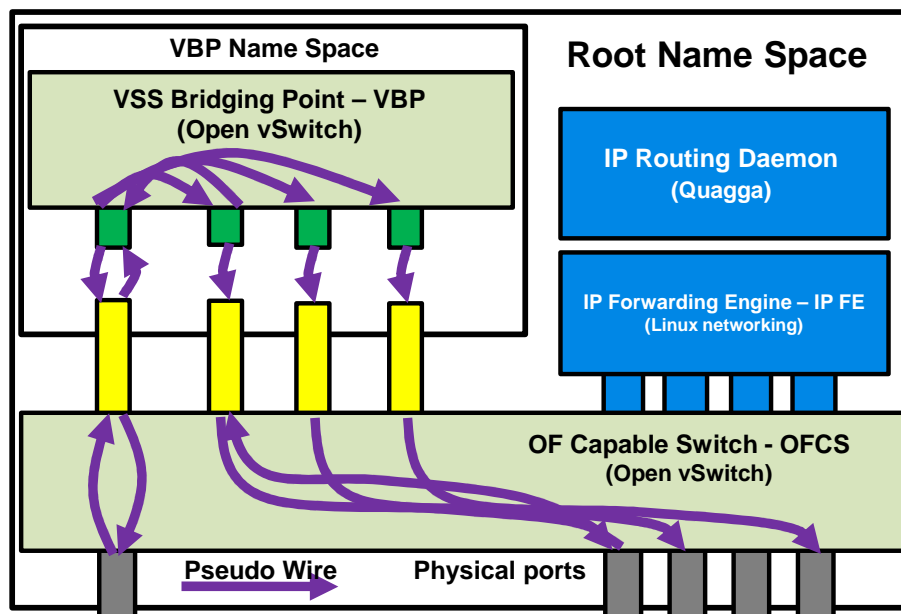 VBP Name Space
Root Name Space
VSS Bridging Point – VBP
(Open vSwitch)
IP Routing Daemon
(Quagga)
IP Forwarding Engine – IP FE
(Linux networking)
OF Capable Switch - OFCS
(Open vSwitch)
Pseudo Wire
Physical ports